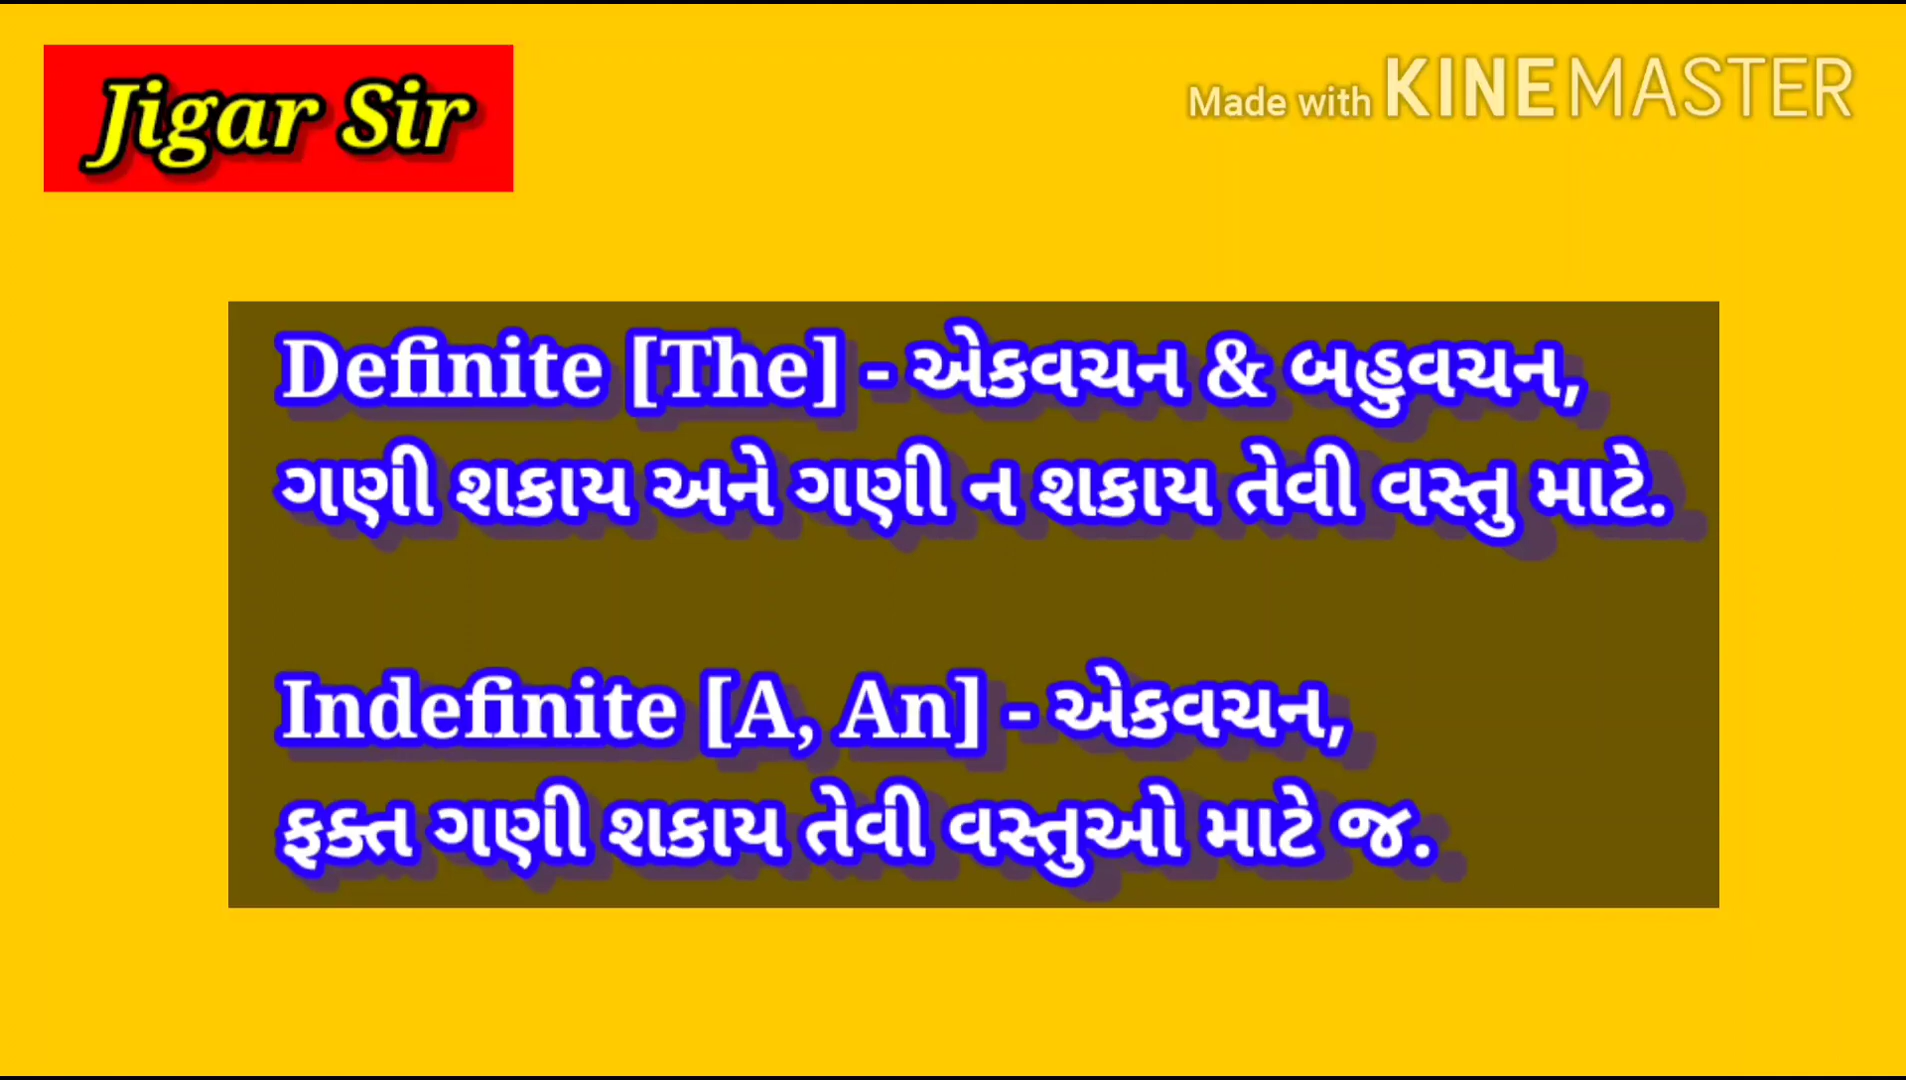 Jigar Sir
Made with KINEMASTER
Definite [The] - એકવચન & બહુવચન,
ગણી શકાય અને ગણી ન શકાય તેવી વસ્તુ માટે.
Indefinite [A, An] - એકવચન,
ફક્ત ગણી શકાય તેવી વસ્તુઓ માટે જ.